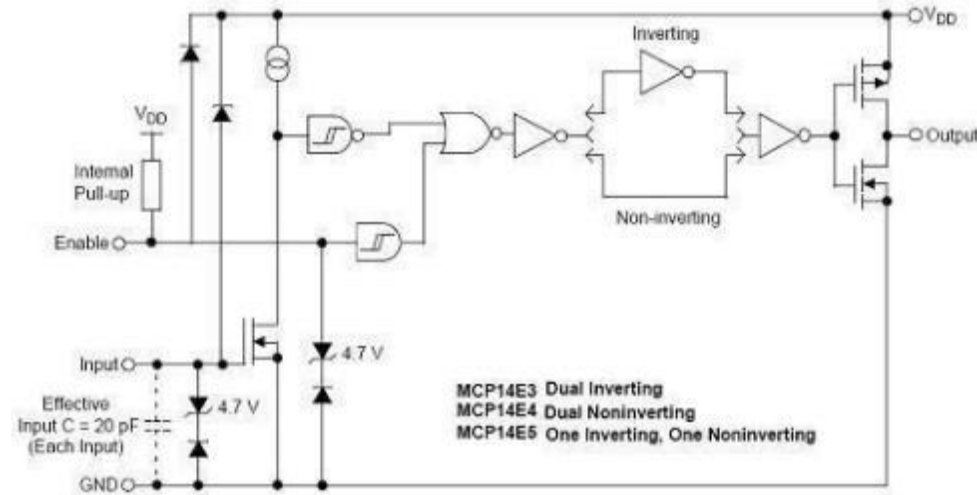 VDD
Inverting
VDD
Output
Internal
Pull-up
Non-inverting
Enable
4.7 V
Input
MCP14E3 Dual Inverting
4.7 V
MCP14E4 Dual Noninverting
Effective
Input C = 20 pF
(Each Input)
MCP14E5 One Inverting, One Noninverting
GND